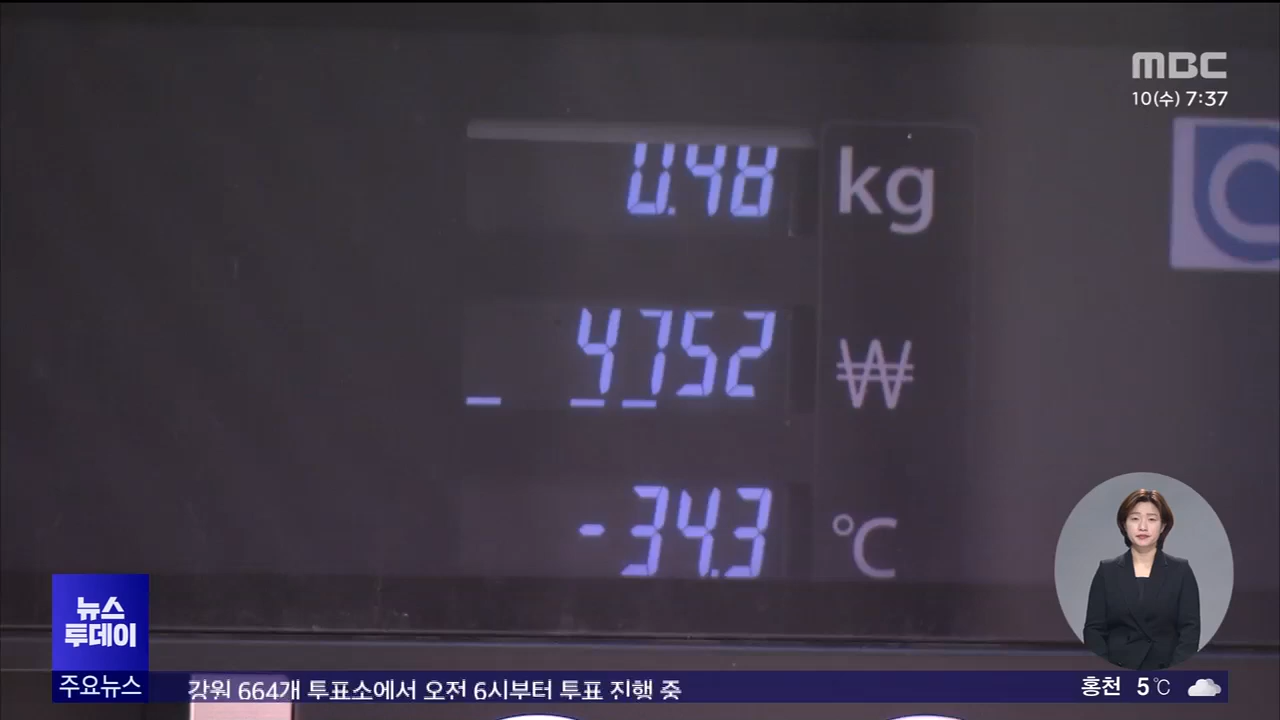 MBC
10(수) 7:37
0.48 kg
4752 ₩
-34.3 ℃
뉴스
투데이
주요뉴스
강원 664개 투표소에서 오전 6시부터 투표 진행 중
홍천 5℃